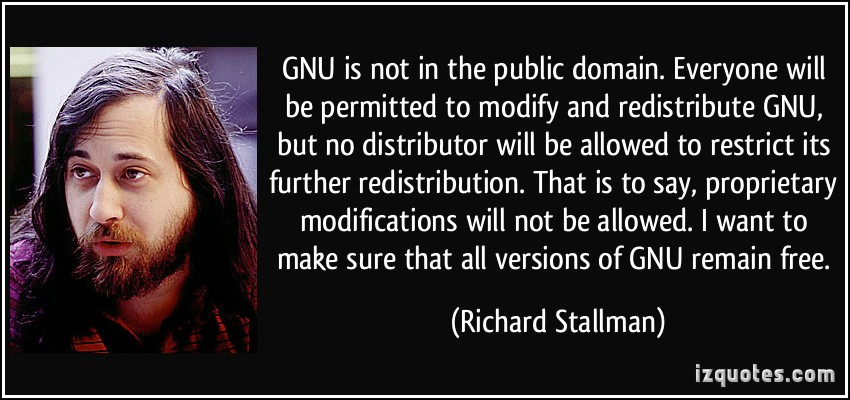 GNU is not in the public domain. Everyone will
be permitted to modify and redistribute GNU,
but no distributor will be allowed to restrict its
further redistribution. That is to say, proprietary
modifications will not be allowed. I want to
make sure that all versions of GNU remain free.
(Richard Stallman)
izquotes.com